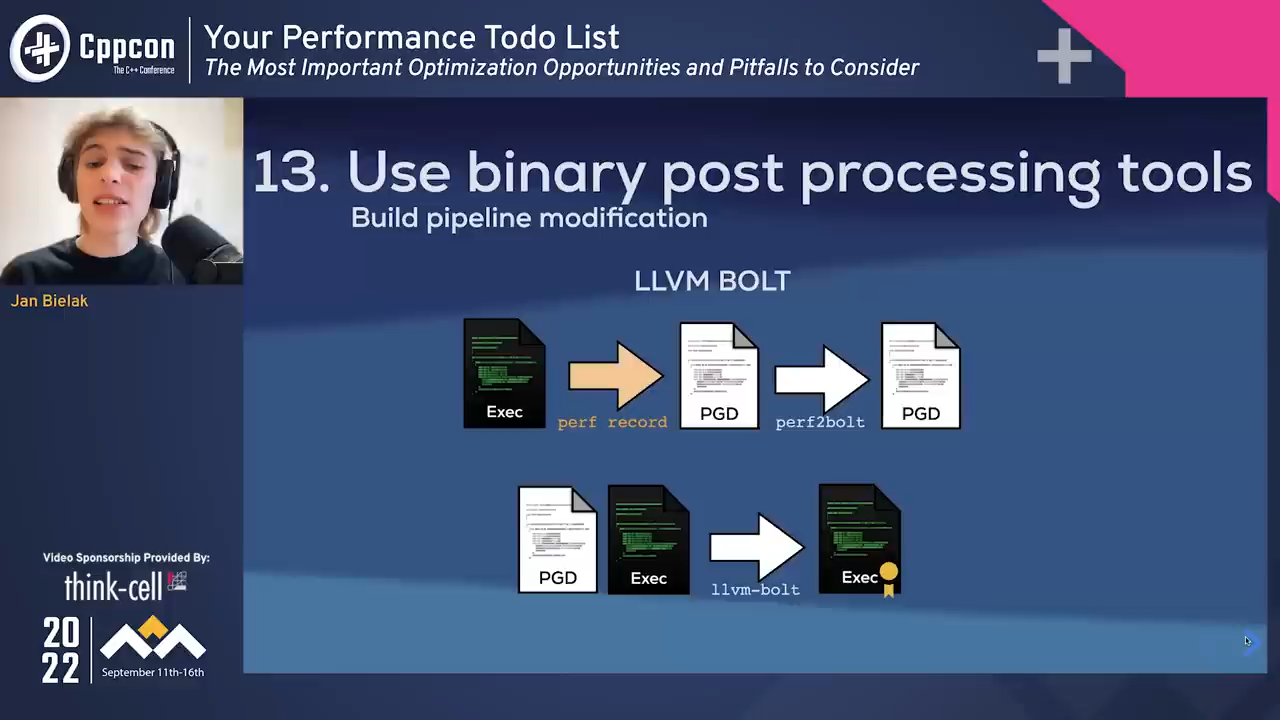 Cppcon
The C++ Conference
Your Performance Todo List
The Most Important Optimization Opportunities and Pitfalls to Consider
Jan Bielak
13. Use binary post processing tools
Build pipeline modification
LLVM BOLT
Exec
perf record
PGD
perf2bolt
PGD
PGD
Exec
llvm-bolt
Exec
Video Sponsorship Provided By:
think-cell
20
22
September 11th-16th